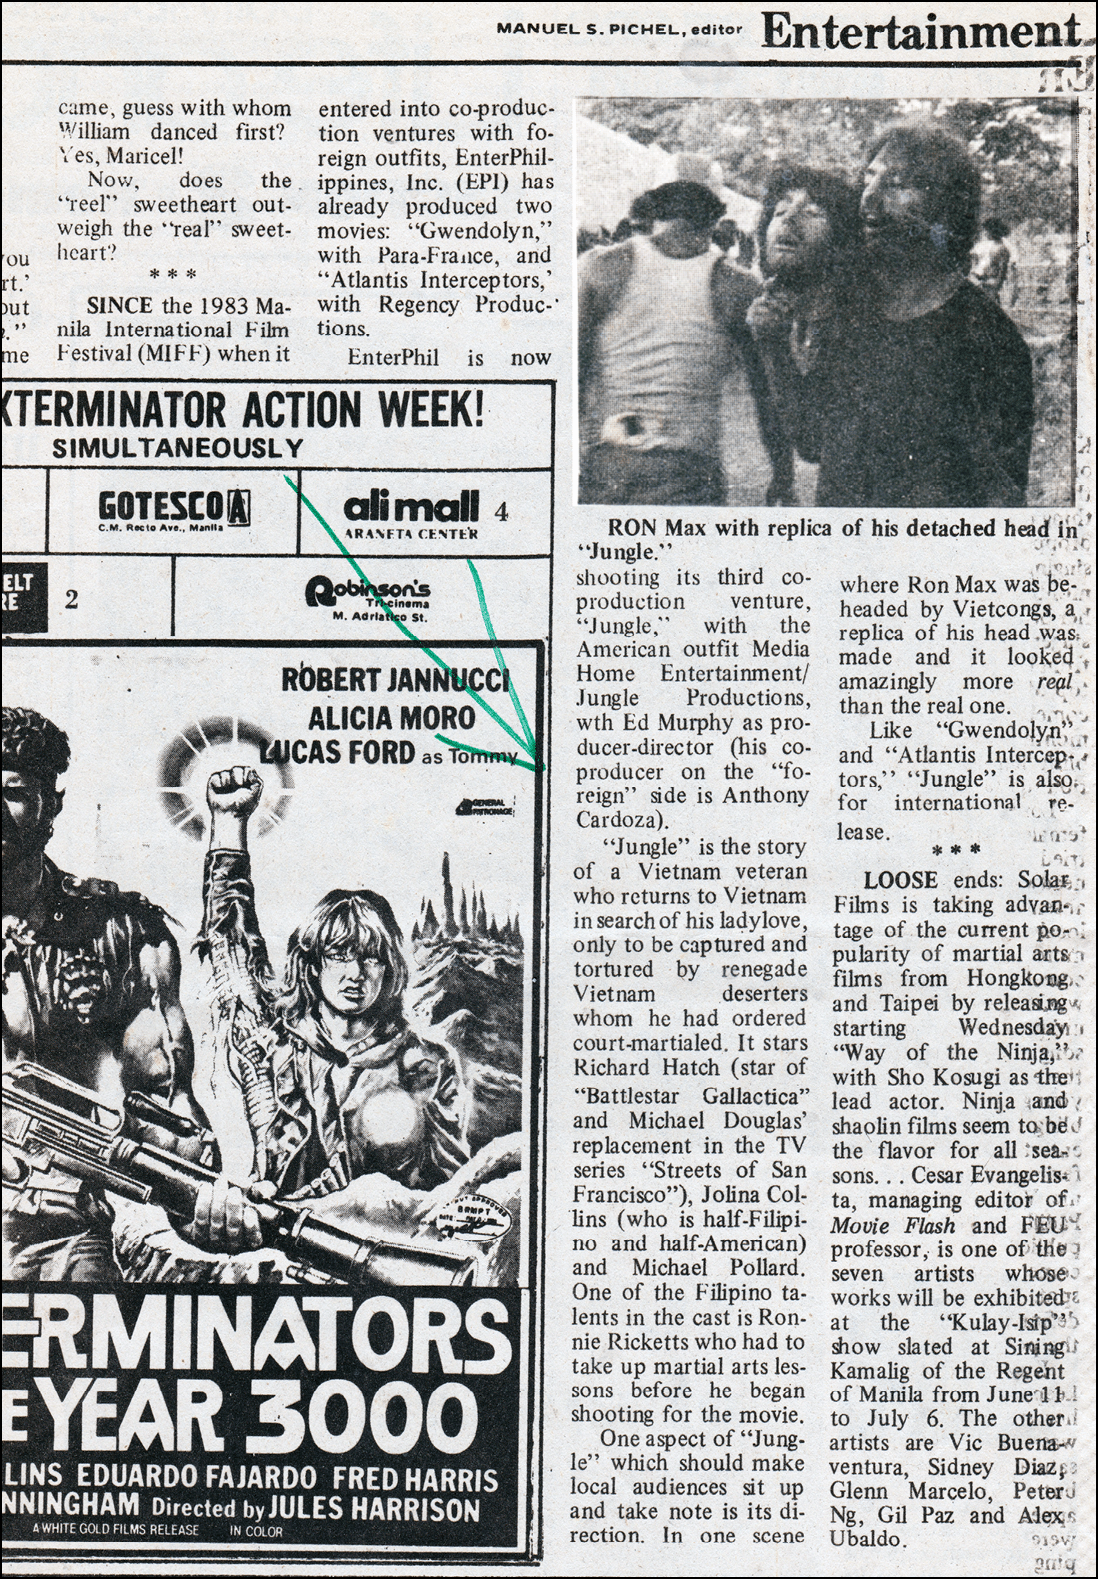 MANUEL S. PICHEL, editor Entertainment
you
rt.'
out
."
me
came, guess with whom
William danced first?
Yes, Maricel!
Now, does the
"reel" sweetheart out-
weigh the "real" sweet-
heart?
* * *
SINCE the 1983 Ma-
nila International Film
Festival (MIFF) when it
entered into co-produc-
tion ventures with fo-
reign outfits, EnterPhil-
ippines, Inc. (EPI) has
already produced two
movies: "Gwendolyn,"
with Para-France, and
"Atlantis Interceptors,'
with Regency Produc-
tions.
EnterPhil is now
XTERMINATOR ACTION WEEK!
SIMULTANEOUSLY
GOTESCO A
C.M. Recto Ave., Manila
ali mall 4
ARANETA CENTER
ELT
RE
2
Robinson's
Tri-cinema
M. Adriatico St.
ROBERT JANNUCCI
ALICIA MORO
LUCAS FORD as Tommy
GENERAL
PATRONAGE
APPROVED
BRMPT
ERMINATORS
E YEAR 3000
LINS EDUARDO FAJARDO FRED HARRIS
NNINGHAM Directed by JULES HARRISON
A WHITE GOLD FILMS RELEASE IN COLOR
RON Max with replica of his detached head in
"Jungle."
shooting its third co-
production venture,
"Jungle," with the
American outfit Media
Home Entertainment/
Jungle Productions,
wth Ed Murphy as pro-
ducer-director (his co-
producer on the "fo-
reign" side is Anthony
Cardoza).
"Jungle" is the story
of a Vietnam veteran
who returns to Vietnam
in search of his ladylove,
only to be captured and
tortured by renegade
Vietnam deserters
whom he had ordered
court-martialed. It stars
Richard Hatch (star of
"Battlestar Gallactica"
and Michael Douglas'
replacement in the TV
series "Streets of San
Francisco"), Jolina Col-
lins (who is half-Filipi-
no and half-American)
and Michael Pollard.
One of the Filipino ta-
lents in the cast is Ron-
nie Ricketts who had to
take up martial arts les-
sons before he began
shooting for the movie.
One aspect of "Jung-
le" which should make
local audiences sit up
and take note is its di-
rection. In one scene
where Ron Max was be-
headed by Vietcongs, a
replica of his head was
made and it looked
amazingly more real
than the real one.
Like "Gwendolyn"
and "Atlantis Intercep-
tors," "Jungle" is also
for international re-
lease.
* * *
LOOSE ends: Solar
Films is taking advan-
tage of the current po-
pularity of martial arts
films from Hongkong
and Taipei by releasing
starting Wednesday
"Way of the Ninja,"
with Sho Kosugi as the
lead actor. Ninja and
shaolin films seem to be
the flavor for all sea-
sons. . . Cesar Evangelis-
ta, managing editor of
Movie Flash and FEU
professor, is one of the
seven artists whose
works will be exhibited
at the "Kulay-Isip"
show slated at Sining
Kamalig of the Regent
of Manila from June 11
to July 6. The other
artists are Vic Buena-
ventura, Sidney Diaz,
Glenn Marcelo, Peter
Ng, Gil Paz and Alex
Ubaldo.